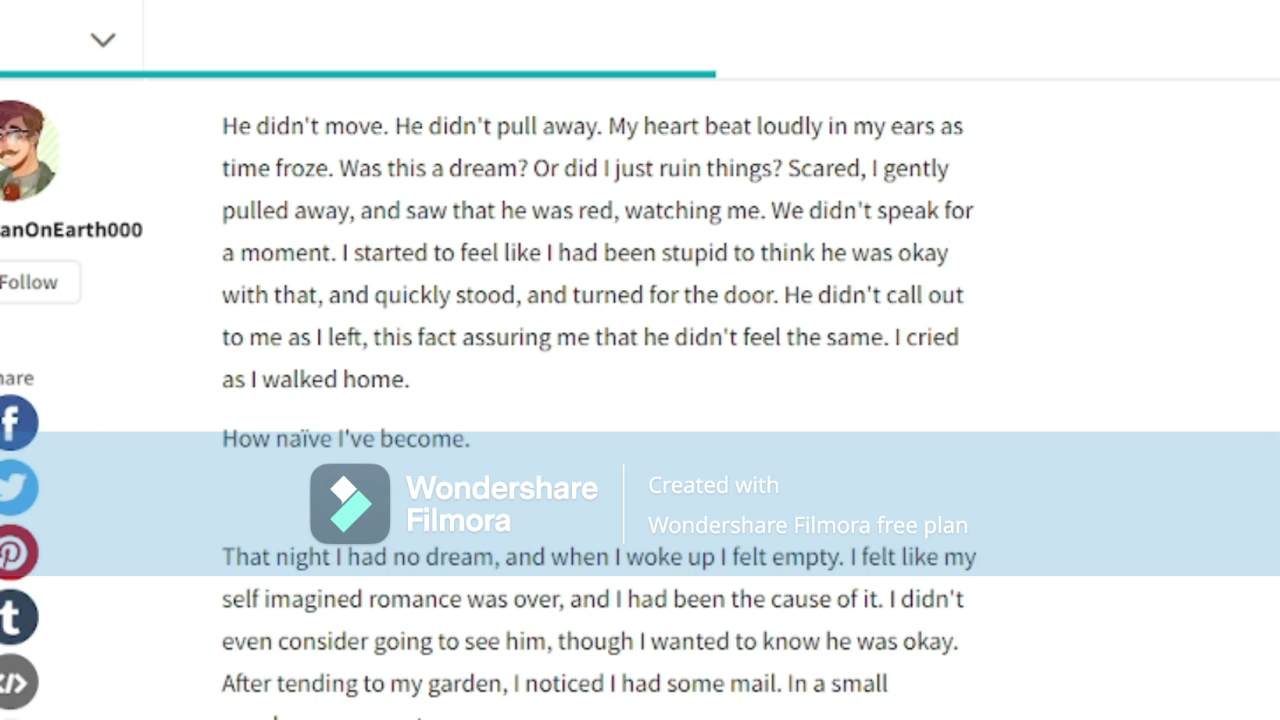 He didn't move. He didn't pull away. My heart beat loudly in my ears as
time froze. Was this a dream? Or did I just ruin things? Scared, I gently
pulled away, and saw that he was red, watching me. We didn't speak for
anOnEarth000
a moment. I started to feel like I had been stupid to think he was okay
Follow
with that, and quickly stood, and turned for the door. He didn't call out
to me as I left, this fact assuring me that he didn't feel the same. I cried
as I walked home.
hare
How naïve I've become.
Wondershare
Filmora
Created with
Wondershare Filmora free plan
That night I had no dream, and when I woke up I felt empty. I felt like my
self imagined romance was over, and I had been the cause of it. I didn't
even consider going to see him, though I wanted to know he was okay.
After tending to my garden, I noticed I had some mail. In a small